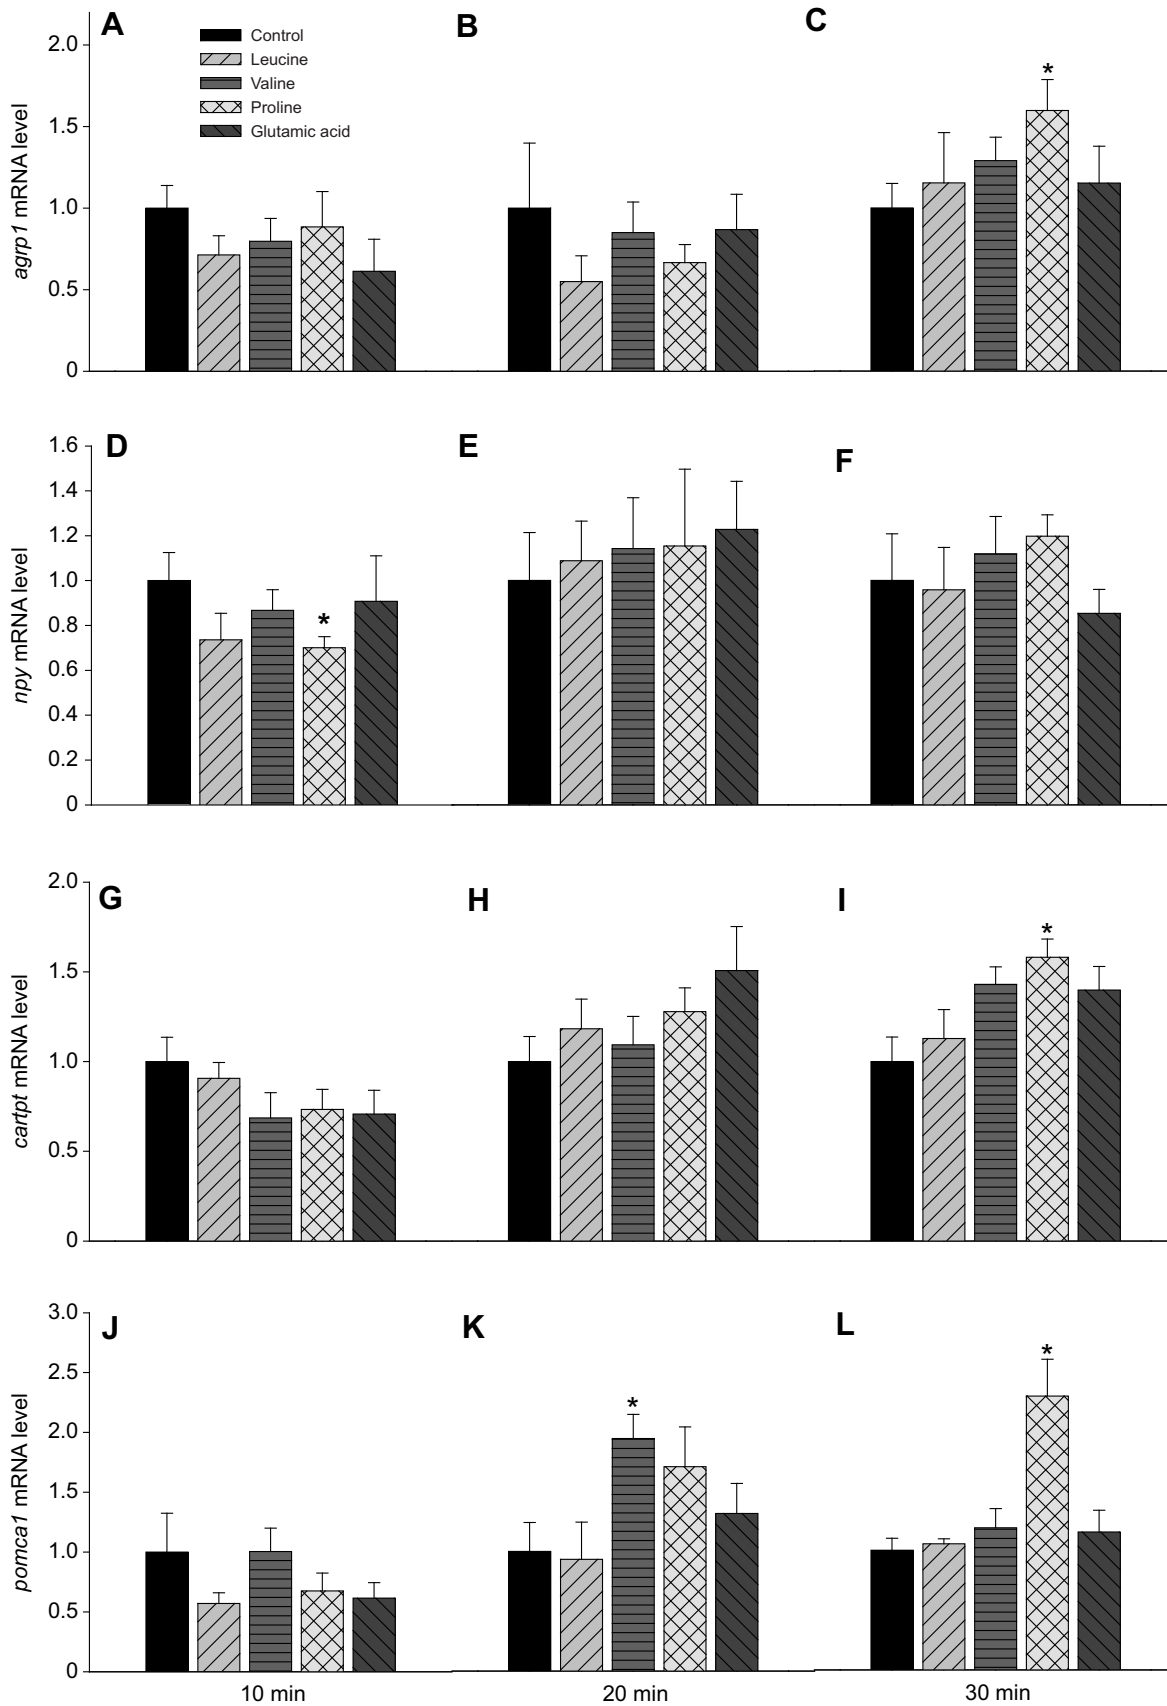 A
B
C
Control
Leucine
Valine
Proline
Glutamic acid
*
2.0
1.5
1.0
0.5
0
agrp1 mRNA level
D
E
F
*
1.6
1.4
1.2
1.0
0.8
0.6
0.4
0.2
0
npy mRNA level
G
H
I
*
2.0
1.5
1.0
0.5
0
cartpt mRNA level
J
K
L
*
*
3.0
2.5
2.0
1.5
1.0
0.5
0
pomca1 mRNA level
10 min
20 min
30 min